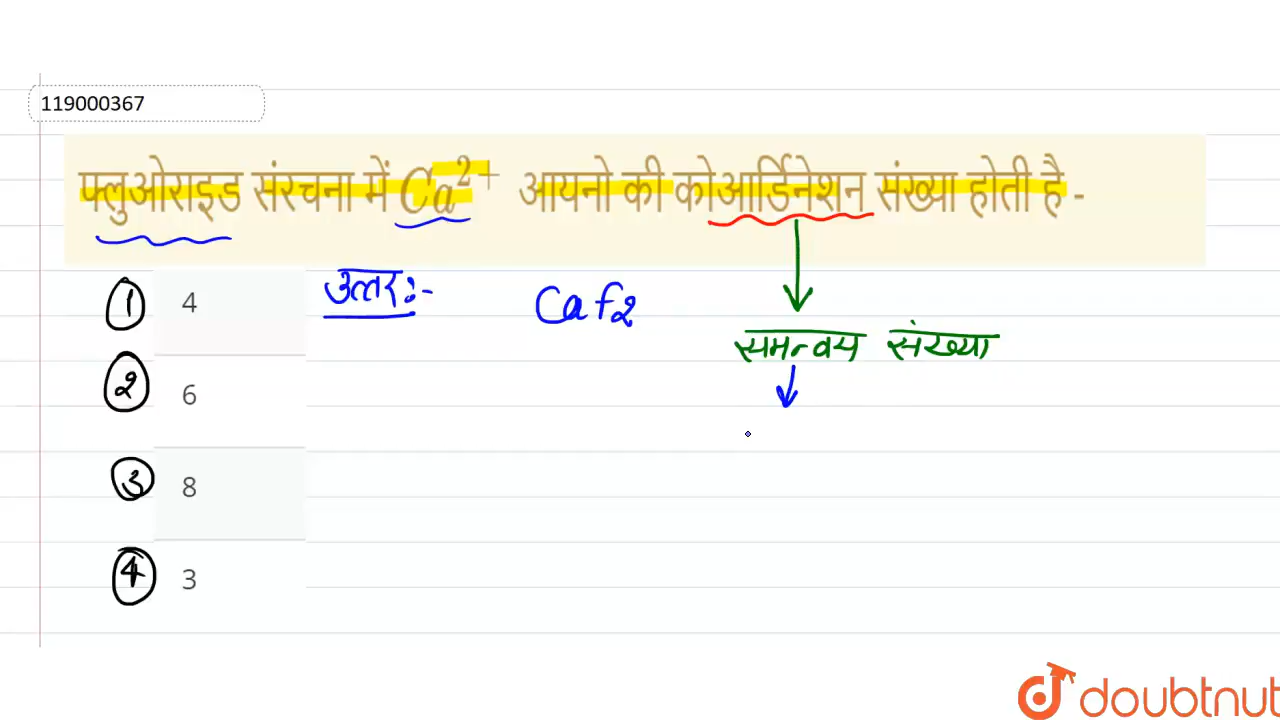 119000367
फ्लुओराइड संरचना में Ca²⁺ आयनो की कोआर्डिनेशन संख्या होती है -
① 4
उत्तर:- CaF2
समन्वय संख्या
② 6
③ 8
④ 3
doubtnut